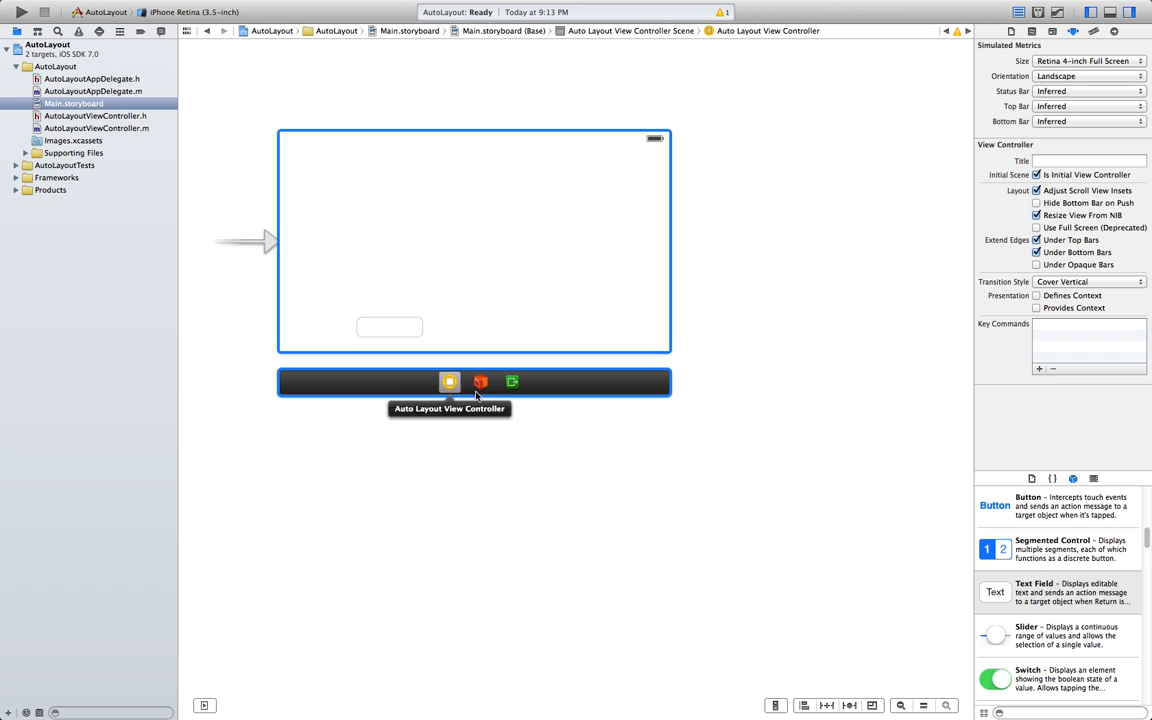 AutoLayout
iPhone Retina (3.5-inch)
AutoLayout: Ready
Today at 9:13 PM
1
AutoLayout
AutoLayout
Main.storyboard
Main.storyboard (Base)
Auto Layout View Controller Scene
Auto Layout View Controller
AutoLayout
2 targets, iOS SDK 7.0
AutoLayout
AutoLayoutAppDelegate.h
AutoLayoutAppDelegate.m
Main.storyboard
AutoLayoutViewController.h
AutoLayoutViewController.m
Images.xcassets
Supporting Files
AutoLayoutTests
Frameworks
Products
Auto Layout View Controller
Simulated Metrics
Size Retina 4-inch Full Screen
Orientation Landscape
Status Bar Inferred
Top Bar Inferred
Bottom Bar Inferred
View Controller
Title
Initial Scene Is Initial View Controller
Layout Adjust Scroll View Insets
Hide Bottom Bar on Push
Resize View From NIB
Use Full Screen (Deprecated)
Extend Edges Under Top Bars
Under Bottom Bars
Under Opaque Bars
Transition Style Cover Vertical
Presentation Defines Context
Provides Context
Key Commands
Button
Button – Intercepts touch events
and sends an action message to a
target object when it's tapped.
1 2
Segmented Control – Displays
multiple segments, each of which
functions as a discrete button.
Text
Text Field – Displays editable
text and sends an action message
to a target object when Return is...
Slider – Displays a continuous
range of values and allows the
selection of a single value.
Switch – Displays an element
showing the boolean state of a
value. Allows tapping the...